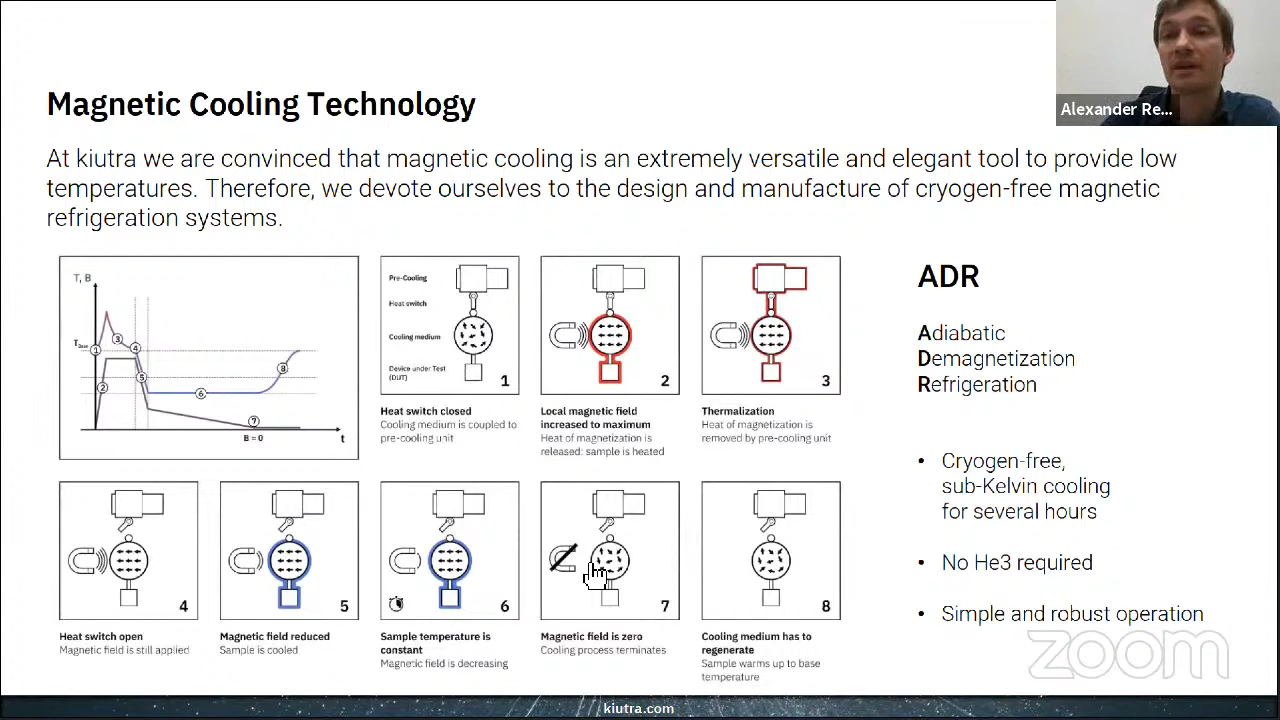 Alexander Re...
Magnetic Cooling Technology
At kiutra we are convinced that magnetic cooling is an extremely versatile and elegant tool to provide low
temperatures. Therefore, we devote ourselves to the design and manufacture of cryogen-free magnetic
refrigeration systems.
T, B
T Base
1
2
3
4
5
6
7
8
B = 0
t
Pre-Cooling
Heat switch
Cooling medium
Device under Test
(DUT)
1
Heat switch closed
Cooling medium is coupled to
pre-cooling unit
2
Local magnetic field
increased to maximum
Heat of magnetization is
released: sample is heated
3
Thermalization
Heat of magnetization is
removed by pre-cooling unit
4
Heat switch open
Magnetic field is still applied
5
Magnetic field reduced
Sample is cooled
6
Sample temperature is
constant
Magnetic field is decreasing
7
Magnetic field is zero
Cooling process terminates
8
Cooling medium has to
regenerate
Sample warms up to base
temperature
ADR
Adiabatic
Demagnetization
Refrigeration
• Cryogen-free,
sub-Kelvin cooling
for several hours
• No He3 required
• Simple and robust operation
zoom
kiutra.com